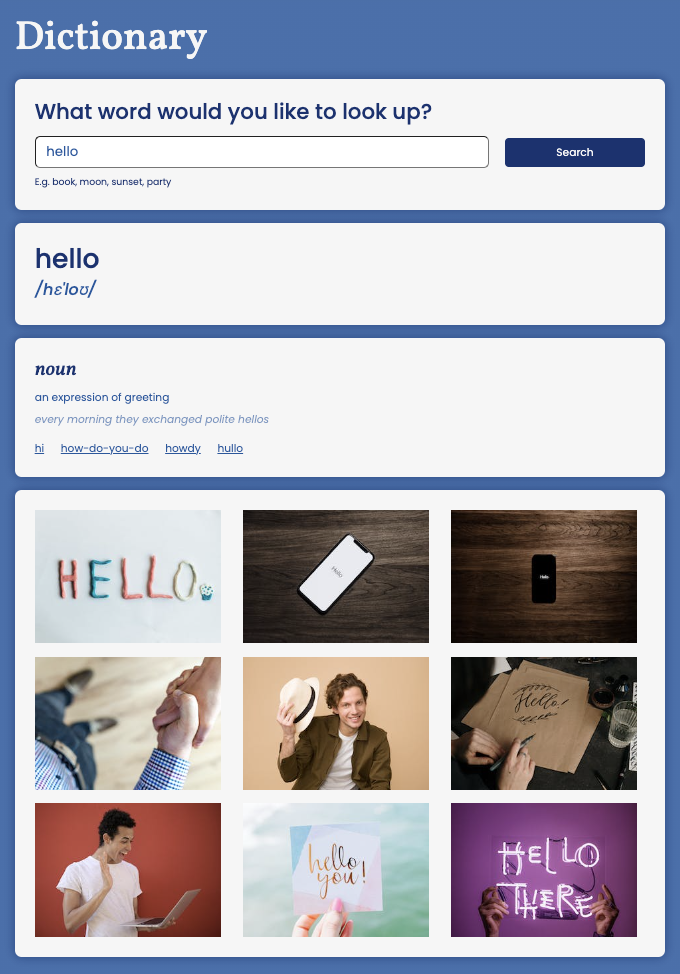 Dictionary
What word would you like to look up?
hello
Search
E.g. book, moon, sunset, party
hello
/hɛ'loʊ/
noun
an expression of greeting
every morning they exchanged polite hellos
hi how-do-you-do howdy hullo
HELLO
Hello
Hello
Hello!
hello
you!
HELLO
THERE